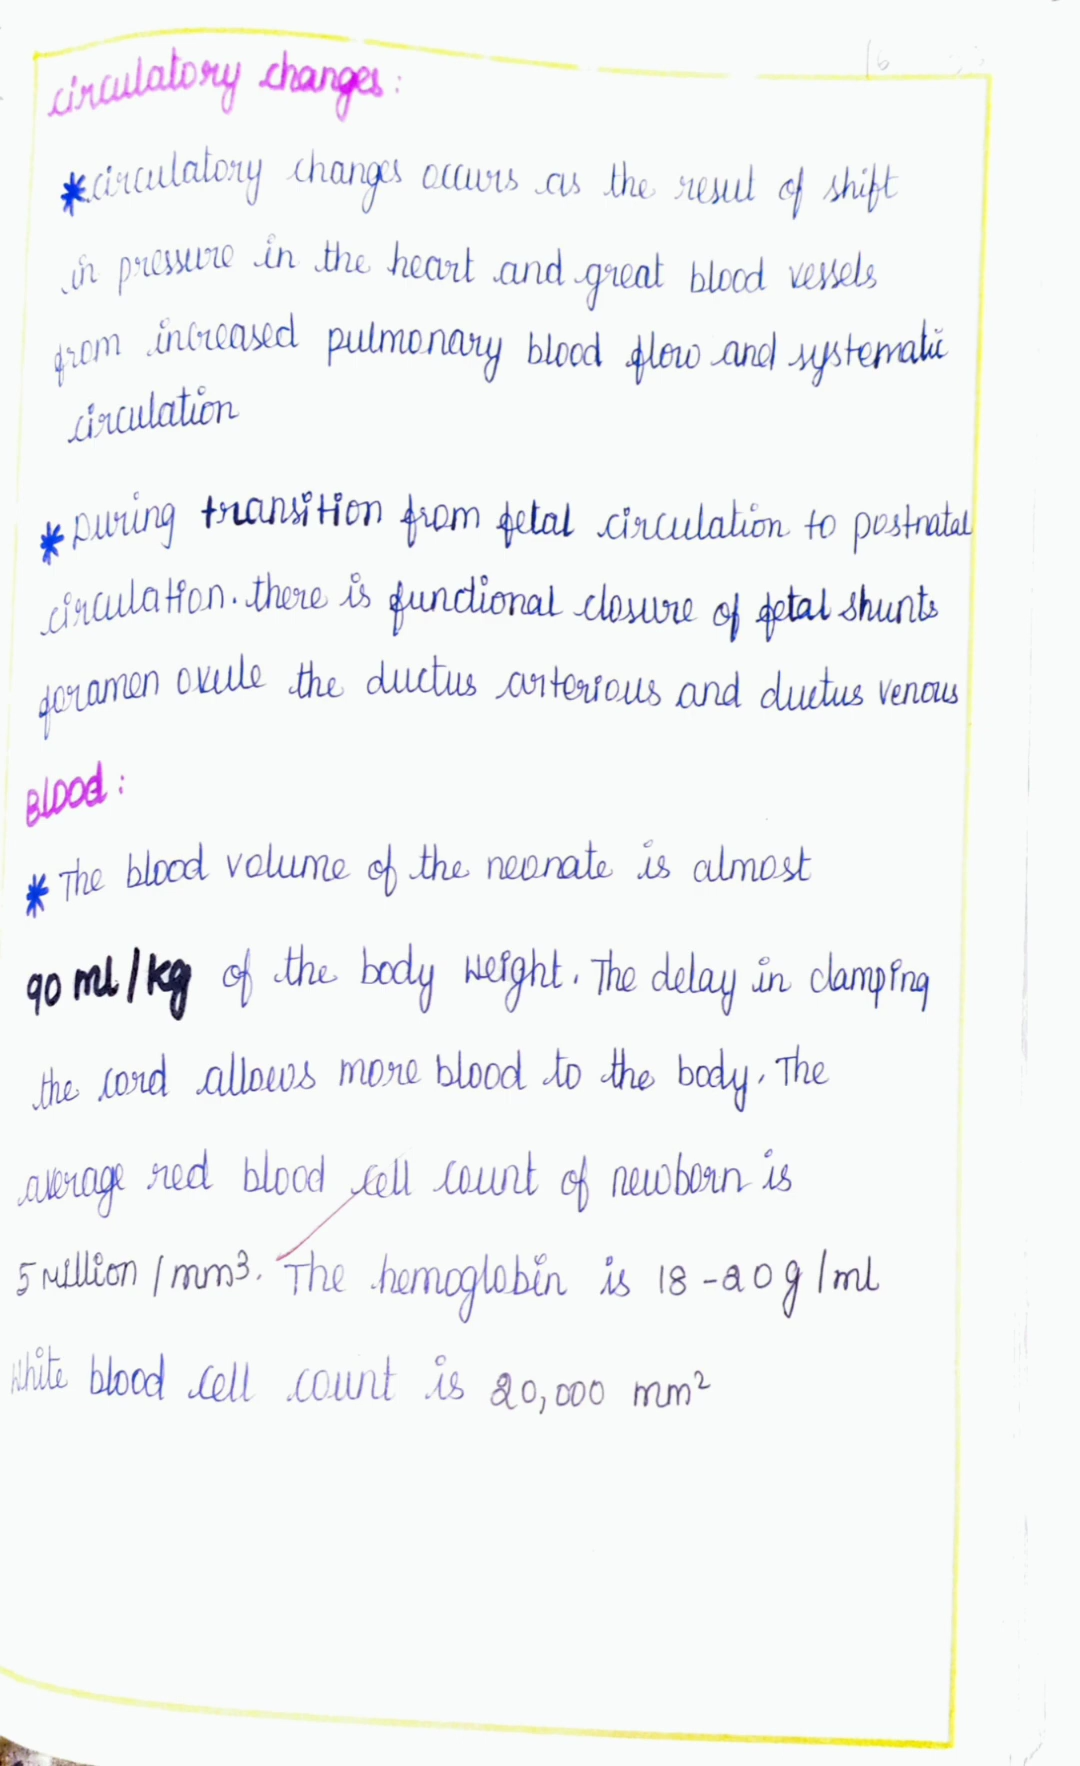 circulatory changes:
* circulatory changes occurs as the resul of shift
in pressure in the heart and great blood vessels
from increased pulmonary blood flow and systematic
circulation
* During transition from fetal circulation to postnatal
circulation. there is functional closure of fetal shunts
foramen ovule the ductus arterious and ductus venous
Blood:
* The blood volume of the neonate is almost
90 ml/kg of the body weight. The delay in clamping
the cord allows more blood to the body. The
average red blood cell count of newborn is
5 million /mm3. The hemoglobin is 18-20 g/ml
White blood cell count is 20,000 mm²